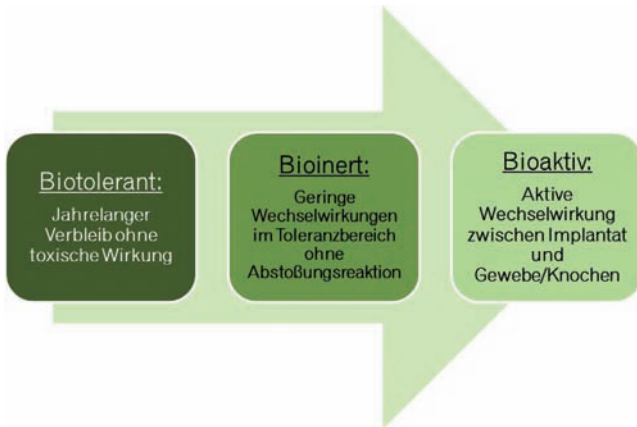 Biotolerant:
Jahrelanger
Verbleib ohne
toxische Wirkung
Bioinert:
Geringe
Wechselwirkungen
im Toleranzbereich
ohne
Abstoßungsreaktion
Bioaktiv:
Aktive
Wechselwirkung
zwischen Implantat
und
Gewebe/Knochen